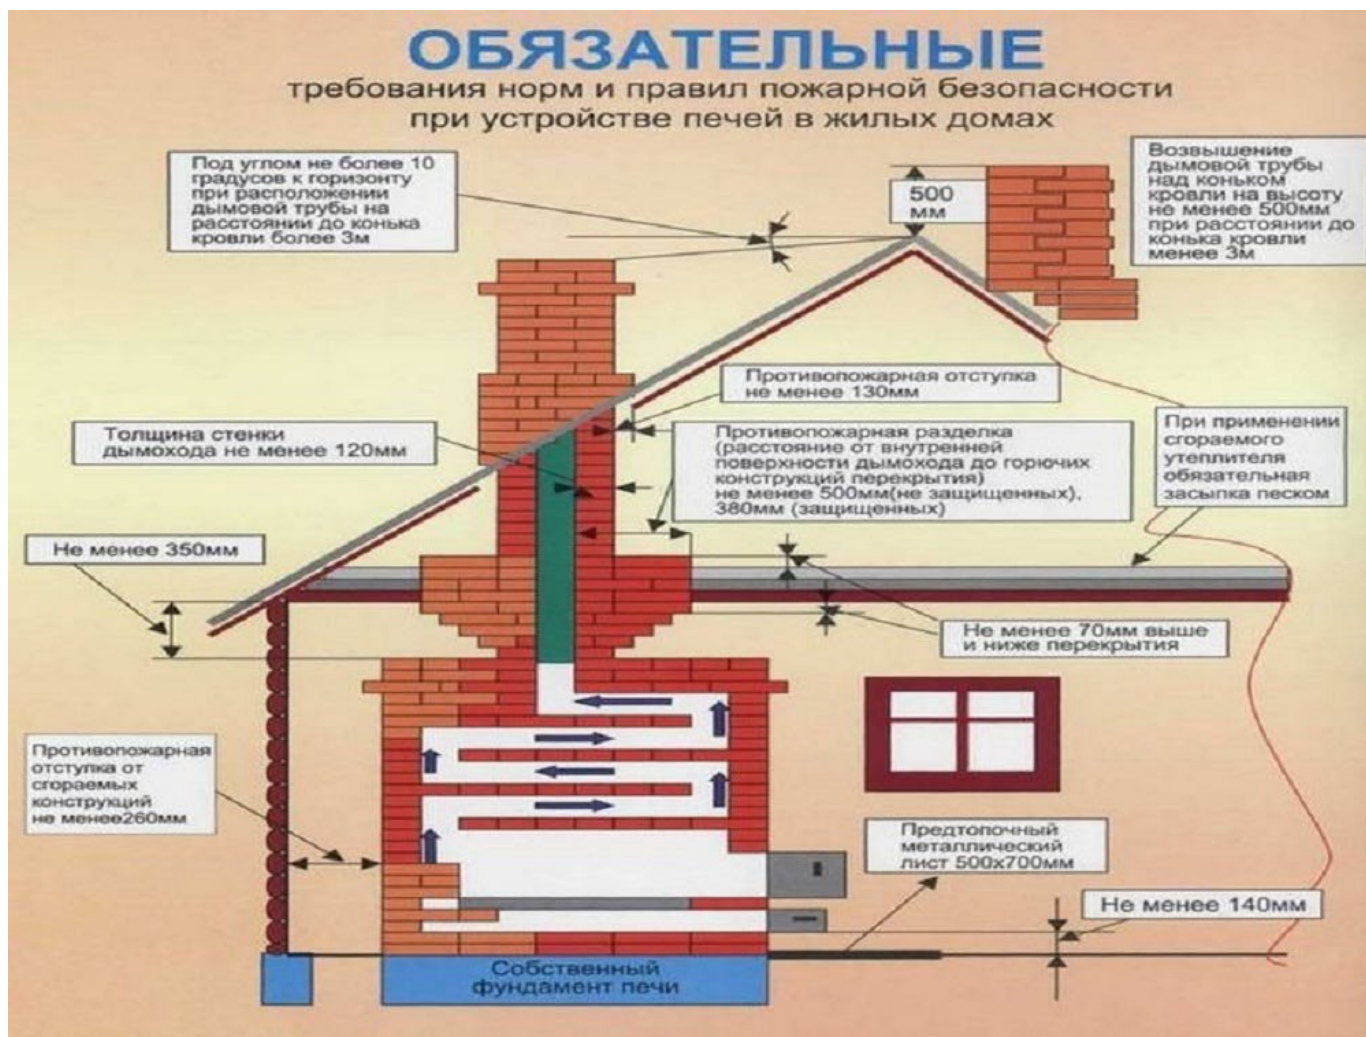 ОБЯЗАТЕЛЬНЫЕ
требования норм и правил пожарной безопасности
при устройстве печей в жилых домах
Под углом не более 10
градусов к горизонту
при расположении
дымовой трубы на
расстоянии до конька
кровли более 3м
500
мм
Возвышение
дымовой трубы
над коньком
кровли на высоту
не менее 500мм
при расстоянии до
конька кровли
менее 3м
Противопожарная отступка
не менее 130мм
Толщина стенки
дымохода не менее 120мм
Противопожарная разделка
(расстояние от внутренней
поверхности дымохода до горючих
конструкций перекрытия)
не менее 500мм(не защищенных),
380мм (защищенных)
При применении
сгораемого
утеплителя
обязательная
засыпка песком
Не менее 350мм
Не менее 70мм выше
и ниже перекрытия
Противопожарная
отступка от
сгораемых
конструкций
не менее260мм
Предтопочный
металлический
лист 500х700мм
Не менее 140мм
Собственный
фундамент печи